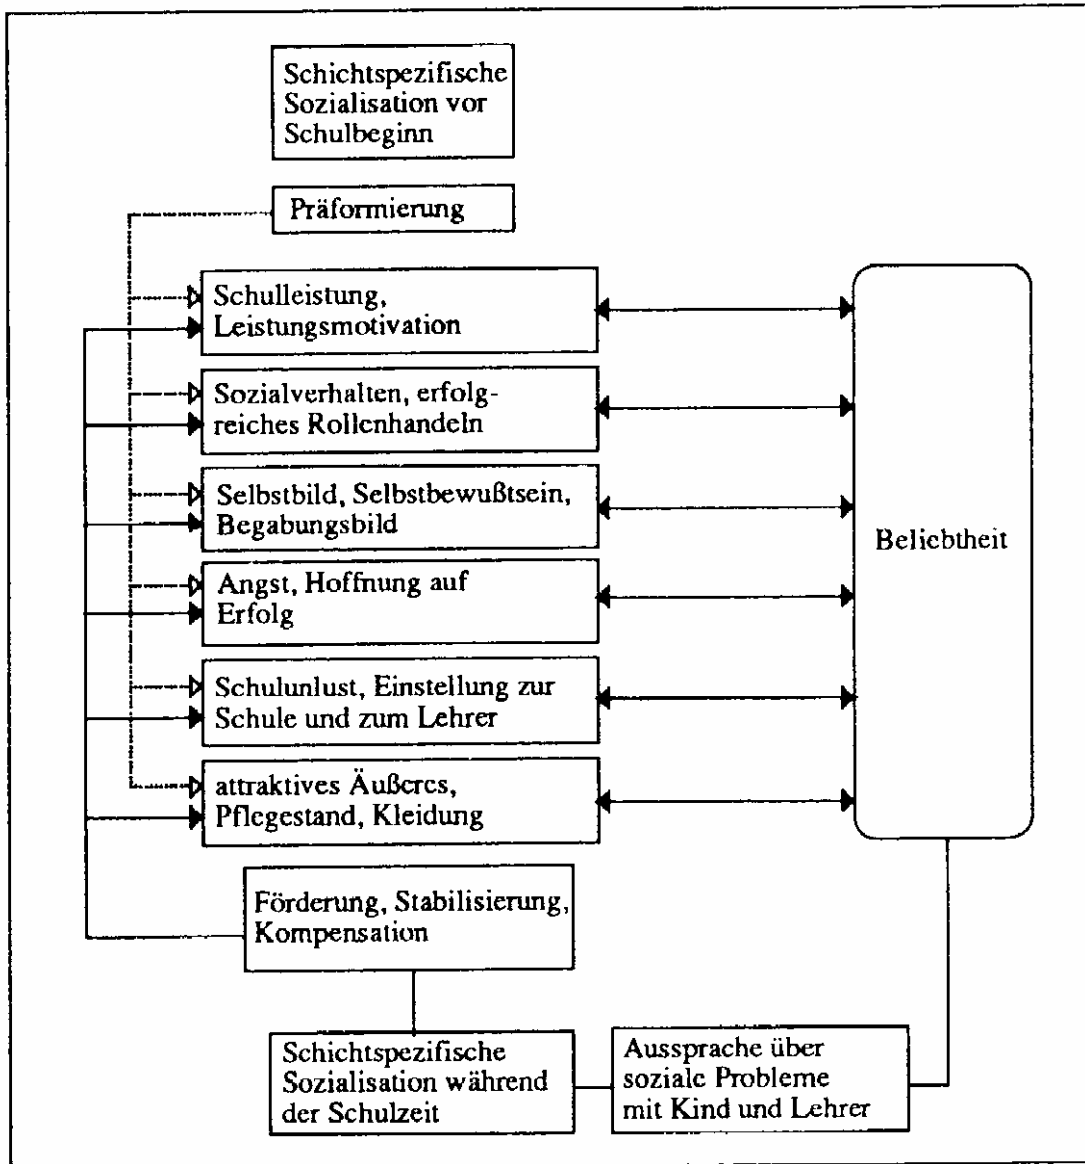 Schichtspezifische
Sozialisation vor
Schulbeginn
Präformierung
Schulleistung,
Leistungsmotivation
Sozialverhalten, erfolg-
reiches Rollenhandeln
Selbstbild, Selbstbewußtsein,
Begabungsbild
Angst, Hoffnung auf
Erfolg
Schulunlust, Einstellung zur
Schule und zum Lehrer
attraktives Äußeres,
Pflegestand, Kleidung
Beliebtheit
Förderung, Stabilisierung,
Kompensation
Schichtspezifische
Sozialisation während
der Schulzeit
Aussprache über
soziale Probleme
mit Kind und Lehrer